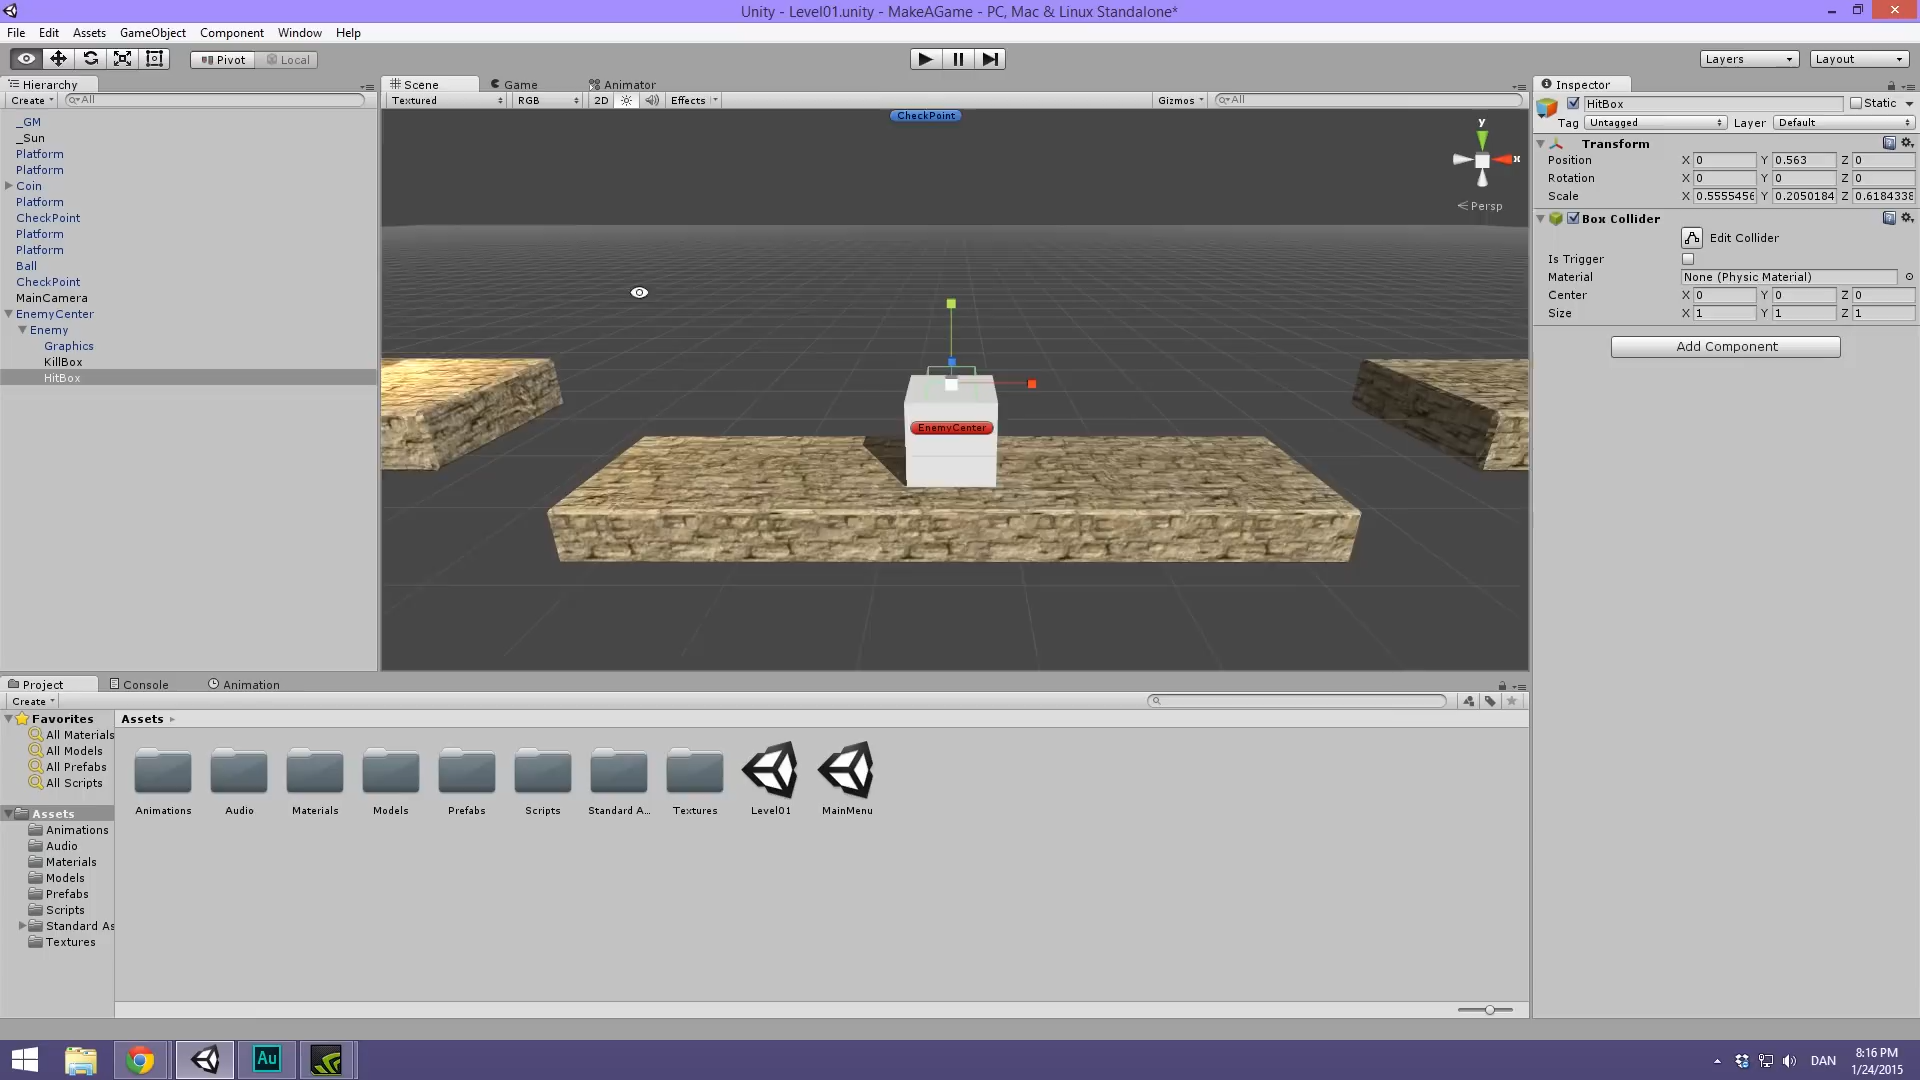 Unity - Level01.unity - MakeAGame - PC, Mac & Linux Standalone*
File Edit Assets GameObject Component Window Help
Pivot Local
Layers Layout
Hierarchy
Create All
_GM
_Sun
Platform
Platform
Coin
Platform
CheckPoint
Platform
Platform
Ball
CheckPoint
MainCamera
EnemyCenter
Enemy
Graphics
KillBox
HitBox
Scene Game Animator
Textured RGB 2D Effects Gizmos All
CheckPoint
y
x
Persp
EnemyCenter
Inspector
HitBox Static
Tag Untagged Layer Default
Transform
Position X 0 Y 0.563 Z 0
Rotation X 0 Y 0 Z 0
Scale X 0.5555456 Y 0.2050184 Z 0.6184338
Box Collider
Edit Collider
Is Trigger
Material None (Physic Material)
Center X 0 Y 0 Z 0
Size X 1 Y 1 Z 1
Add Component
Project Console Animation
Create
Favorites
All Materials
All Models
All Prefabs
All Scripts
Assets
Animations
Audio
Materials
Models
Prefabs
Scripts
Standard As
Textures
Assets
Animations Audio Materials Models Prefabs Scripts Standard A... Textures Level01 MainMenu
Au
DAN
8:16 PM
1/24/2015